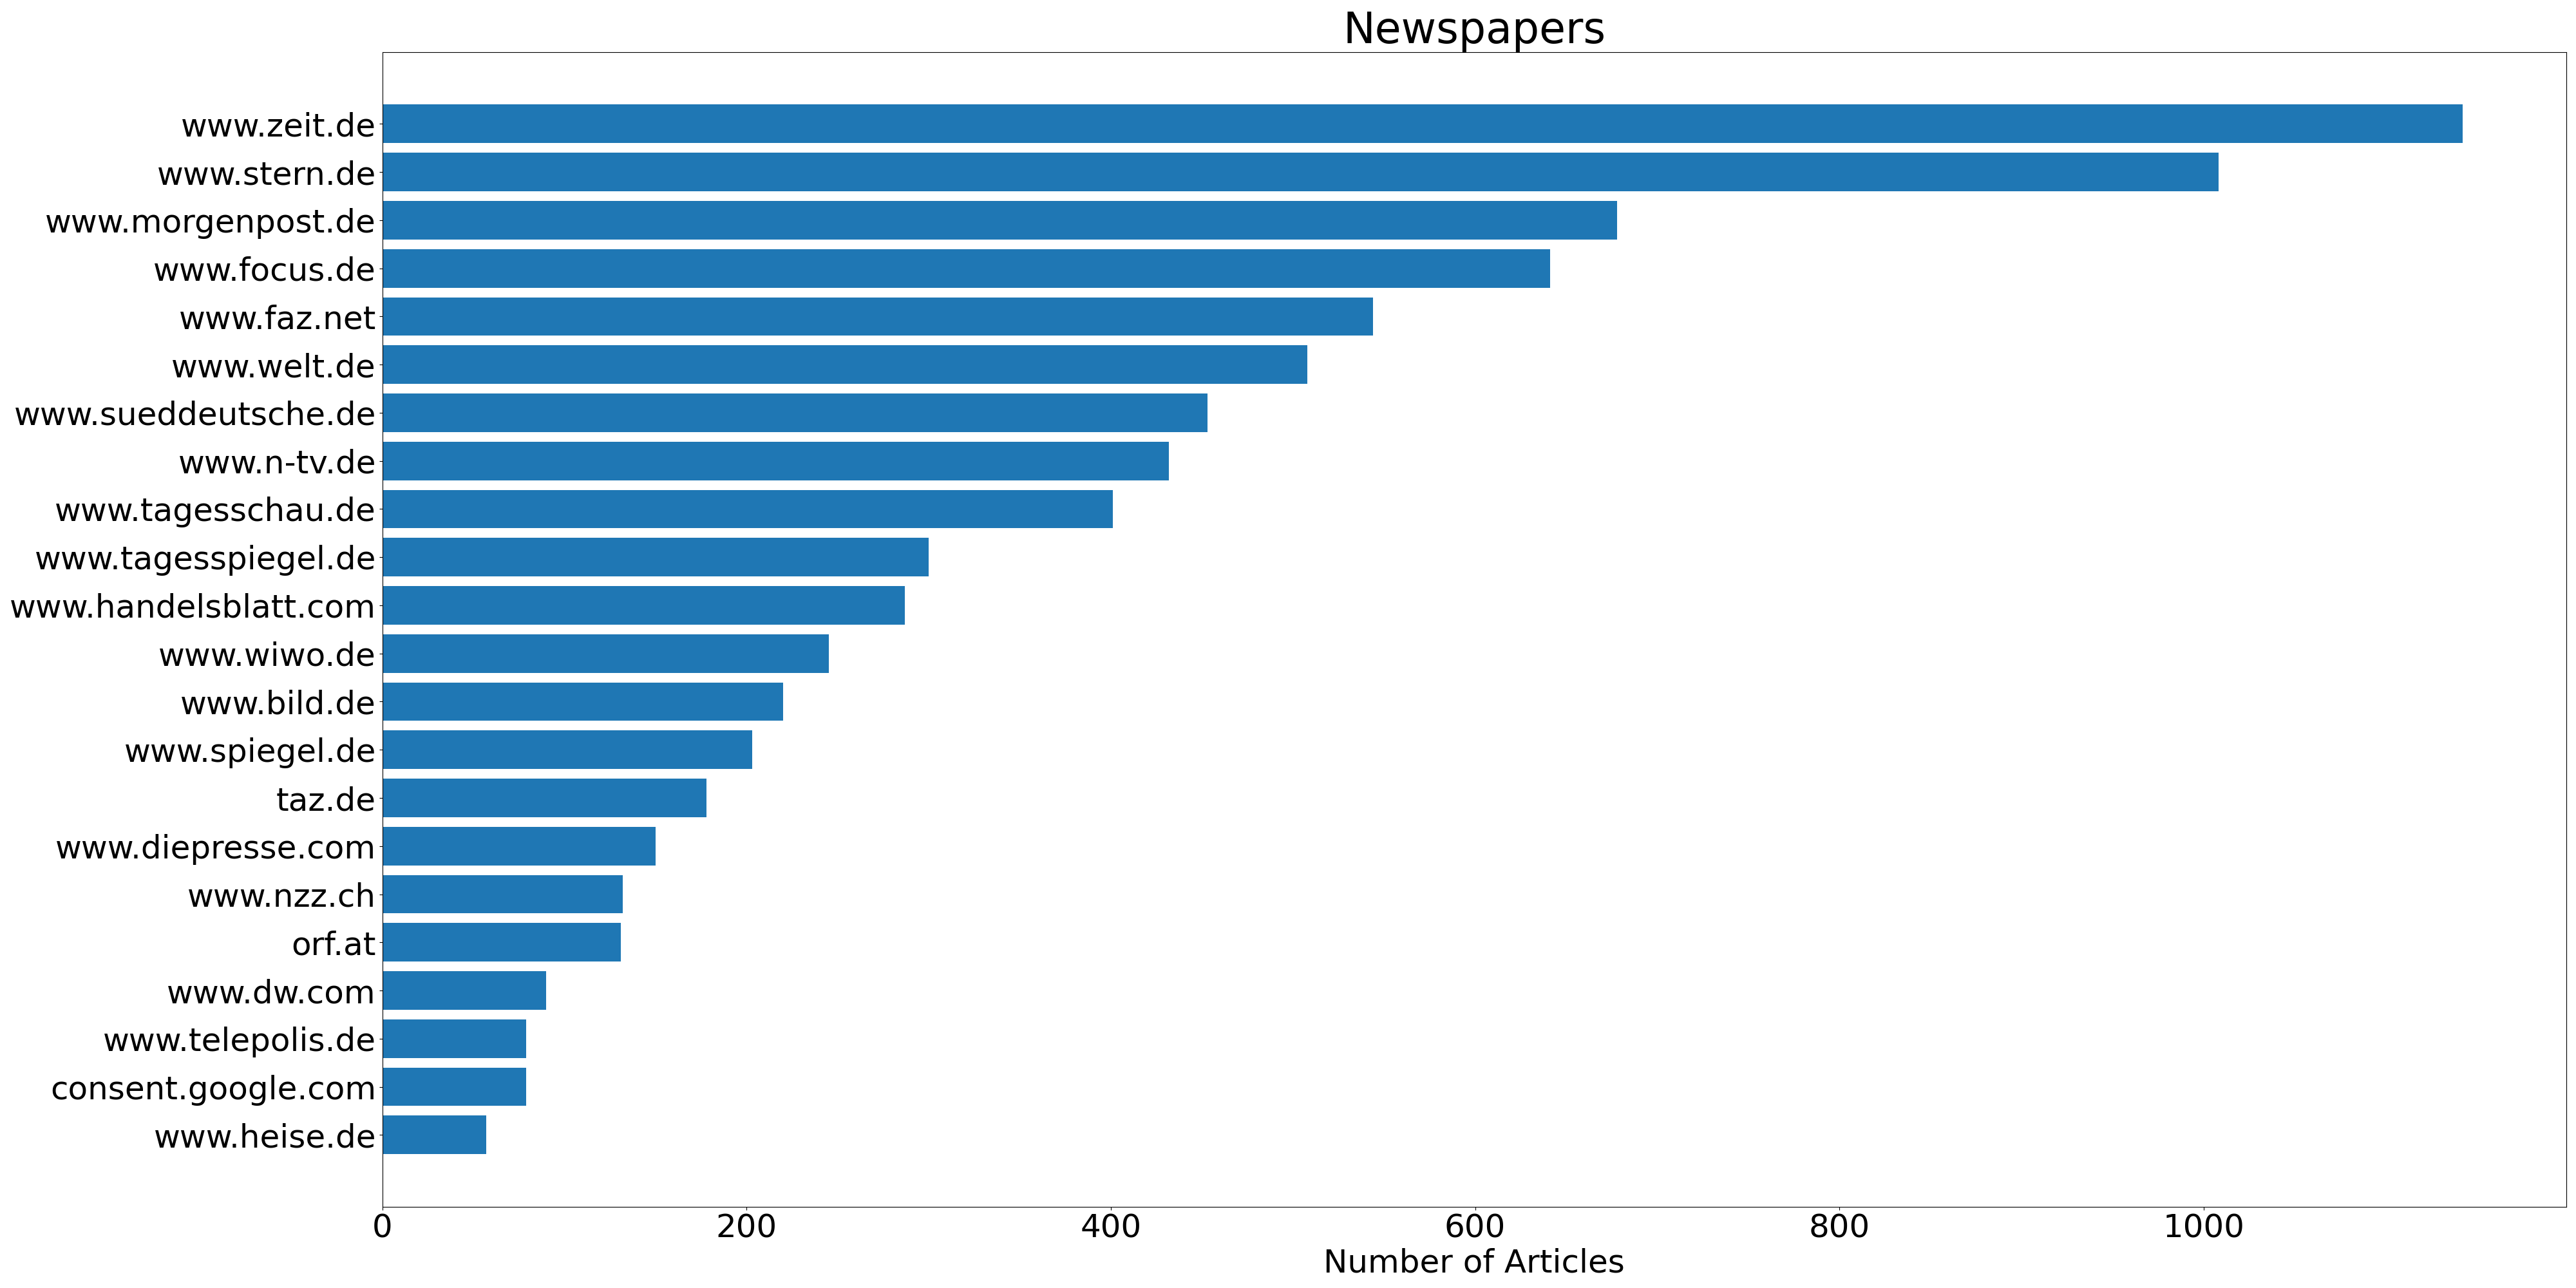 Newspapers
www.zeit.de
www.stern.de
www.morgenpost.de
www.focus.de
www.faz.net
www.welt.de
www.sueddeutsche.de
www.n-tv.de
www.tagesschau.de
www.tagesspiegel.de
www.handelsblatt.com
www.wiwo.de
www.bild.de
www.spiegel.de
taz.de
www.diepresse.com
www.nzz.ch
orf.at
www.dw.com
www.telepolis.de
consent.google.com
www.heise.de
0 200 400 600 800 1000
Number of Articles